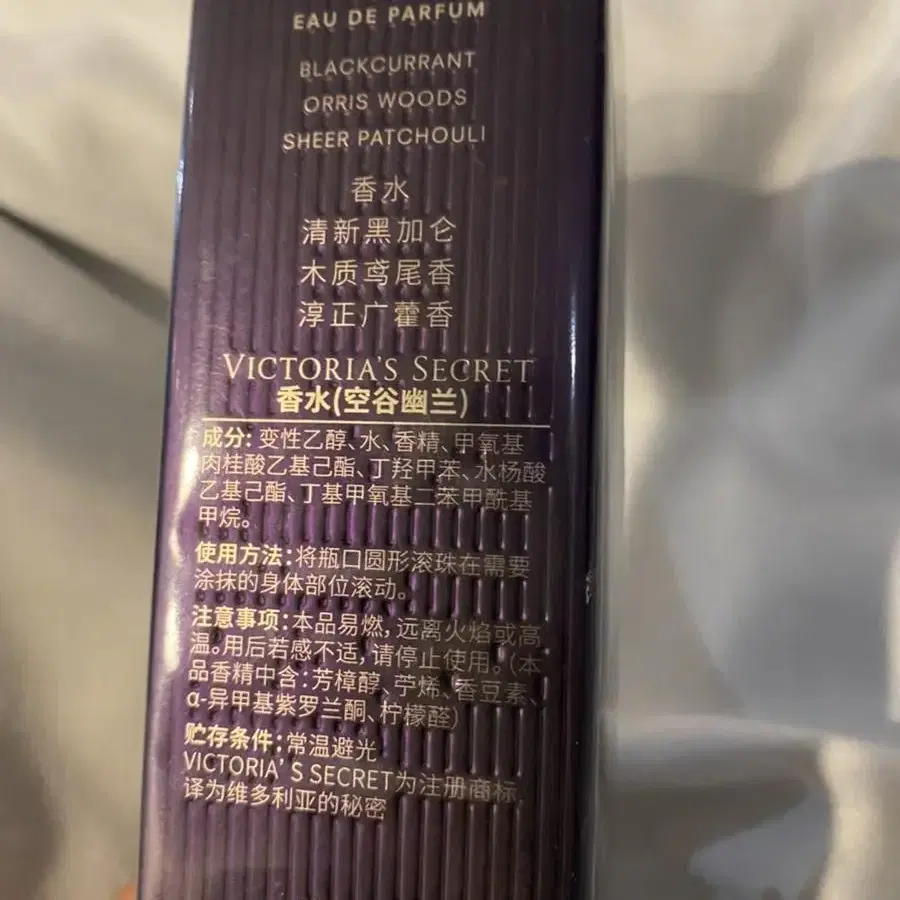 EAU DE PARFUM
BLACKCURRANT
ORRIS WOODS
SHEER PATCHOULI
香水
清新黑加仑
木质鸢尾香
淳正广藿香
VICTORIA'S SECRET
香水(空谷幽兰)
成分:变性乙醇、水、香精、甲氧基
肉桂酸乙基己酯、丁羟甲苯、水杨酸
乙基己酯、丁基甲氧基二苯甲酰基
甲烷。
使用方法:将瓶口圆形滚珠在需要
涂抹的身体部位滚动。
注意事项:本品易燃,远离火焰或高
温。用后若感不适,请停止使用。(本
品香精中含:芳樟醇、苧烯、香豆素、
α-异甲基紫罗兰酮、柠檬醛)
贮存条件:常温避光
VICTORIA'S SECRET为注册商标,
译为维多利亚的秘密